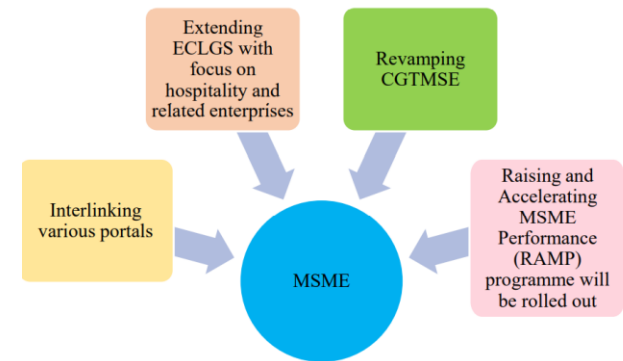 Extending
ECLGS with
focus on
hospitality and
related enterprises
Revamping
CGTMSE
Interlinking
various portals
MSME
Raising and
Accelerating
MSME
Performance
(RAMP)
programme will
be rolled out